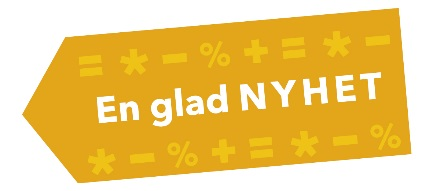 = * - % + = * -
En glad NYHET
* - % + = * - %